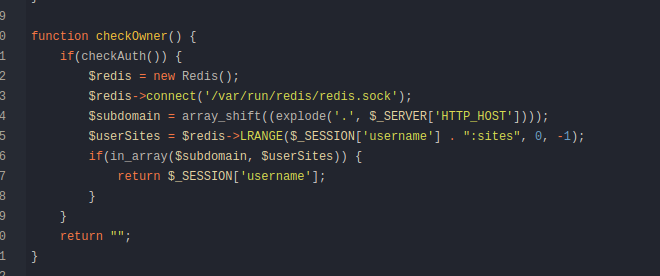 9
0 function checkOwner() {
1     if(checkAuth()) {
2         $redis = new Redis();
3         $redis->connect('/var/run/redis/redis.sock');
4         $subdomain = array_shift((explode('.', $_SERVER['HTTP_HOST'])));
5         $userSites = $redis->LRANGE($_SESSION['username'] . ":sites", 0, -1);
6         if(in_array($subdomain, $userSites)) {
7             return $_SESSION['username'];
8         }
9     }
0     return "";
1 }